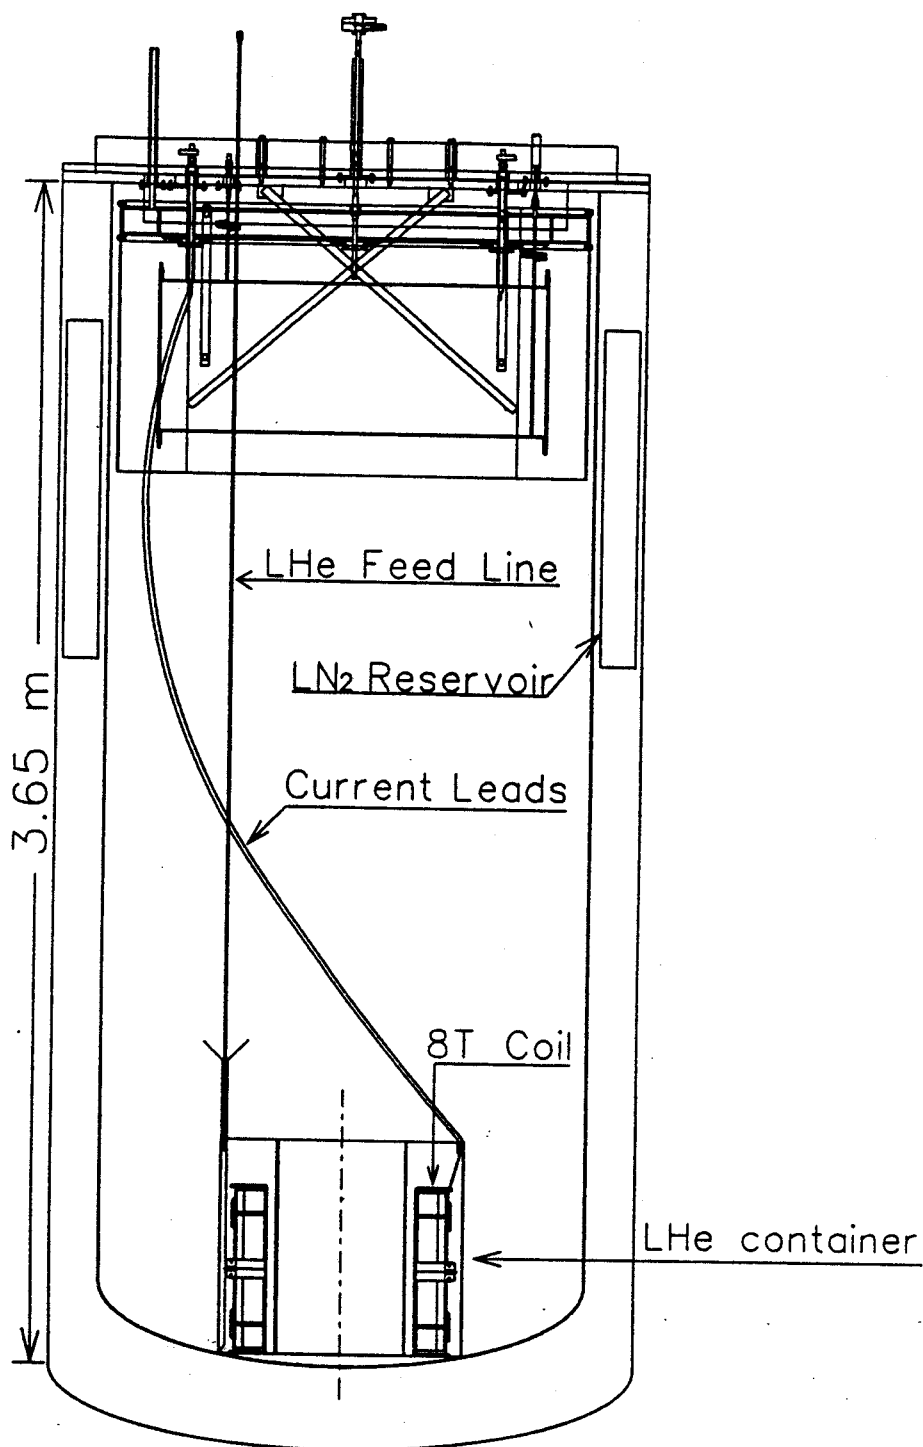 LHe Feed Line
LN₂ Reservoir
3.65 m
Current Leads
8T Coil
LHe container